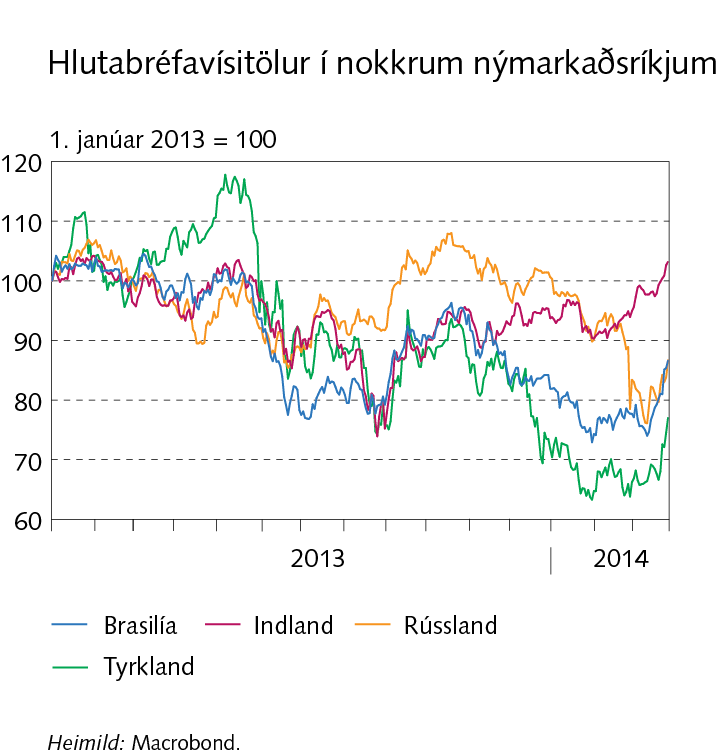 Hlutabréfavísitölur í nokkrum nýmarkaðsríkjum
1. janúar 2013 = 100
120
110
100
90
80
70
60
2013 2014
Brasilía Indland Rússland
Tyrkland
Heimild: Macrobond.